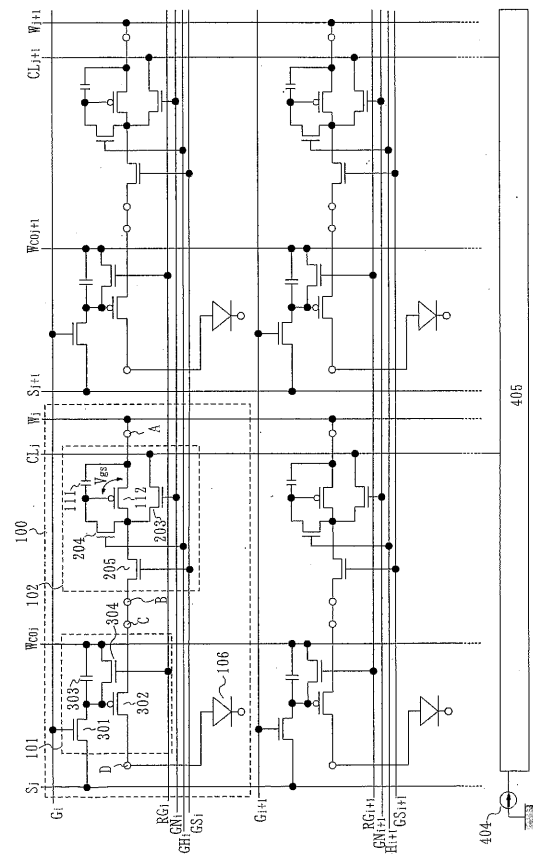 Sj
Wcoj
CLj
Wj
Sj+1
Wcoj+1
CLj+1
Wj+1
100
101
102
Gi
301
303
304
302
204
111
Vgs
112
205
203
A
B
C
D
106
RGi
GNi
GHi
GSi
Gi+1
RGi+1
GNi+1
Hi+1
GSi+1
404
405